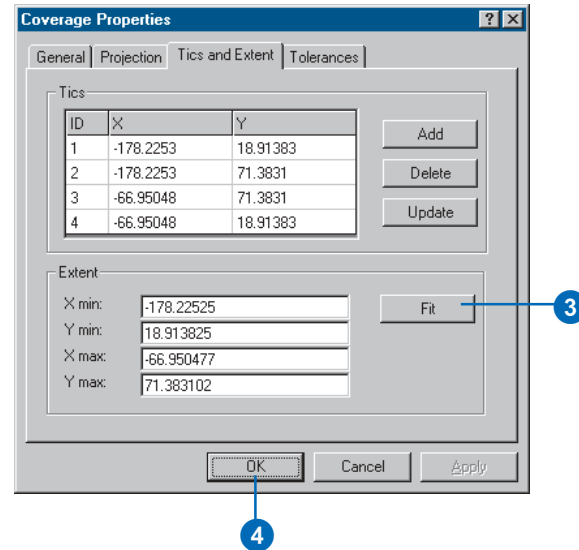 Coverage Properties
General Projection Tics and Extent Tolerances
Tics
ID X Y
1 -178.2253 18.91383
2 -178.2253 71.3831
3 -66.95048 71.3831
4 -66.95048 18.91383
Add
Delete
Update
Extent
X min: -178.22525
Y min: 18.913825
X max: -66.950477
Y max: 71.383102
Fit
3
OK Cancel Apply
4